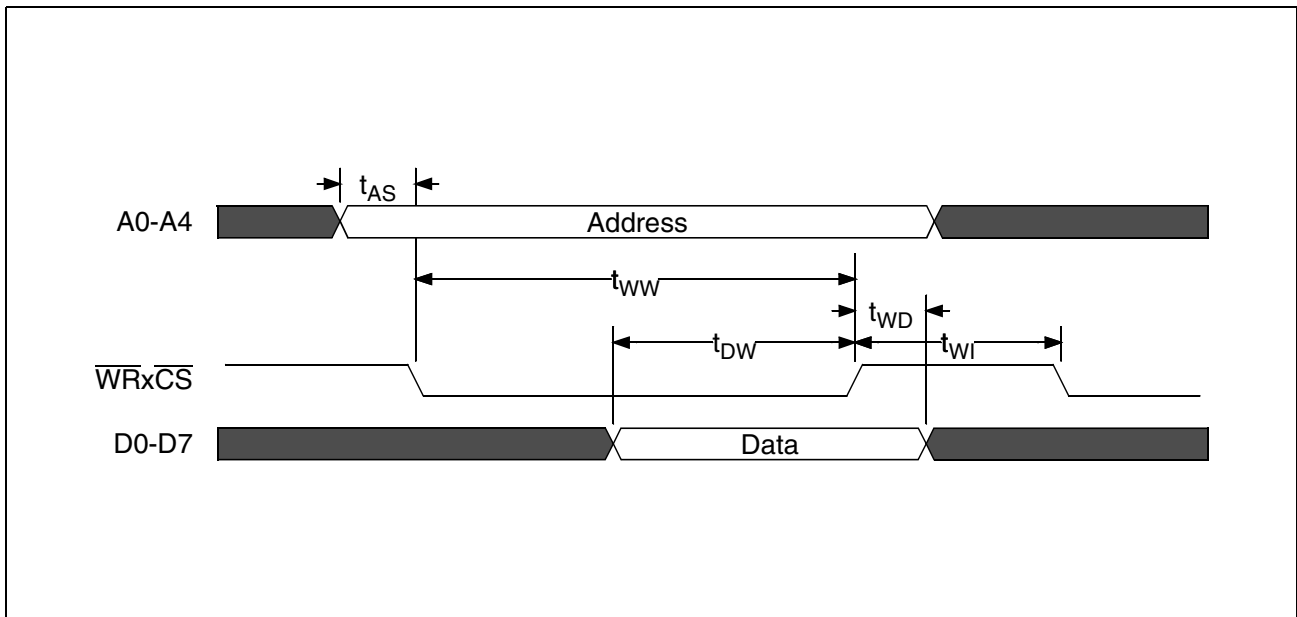 tAS
A0-A4 Address
tWW
tWD
tDW tWI
WRxCS
D0-D7 Data